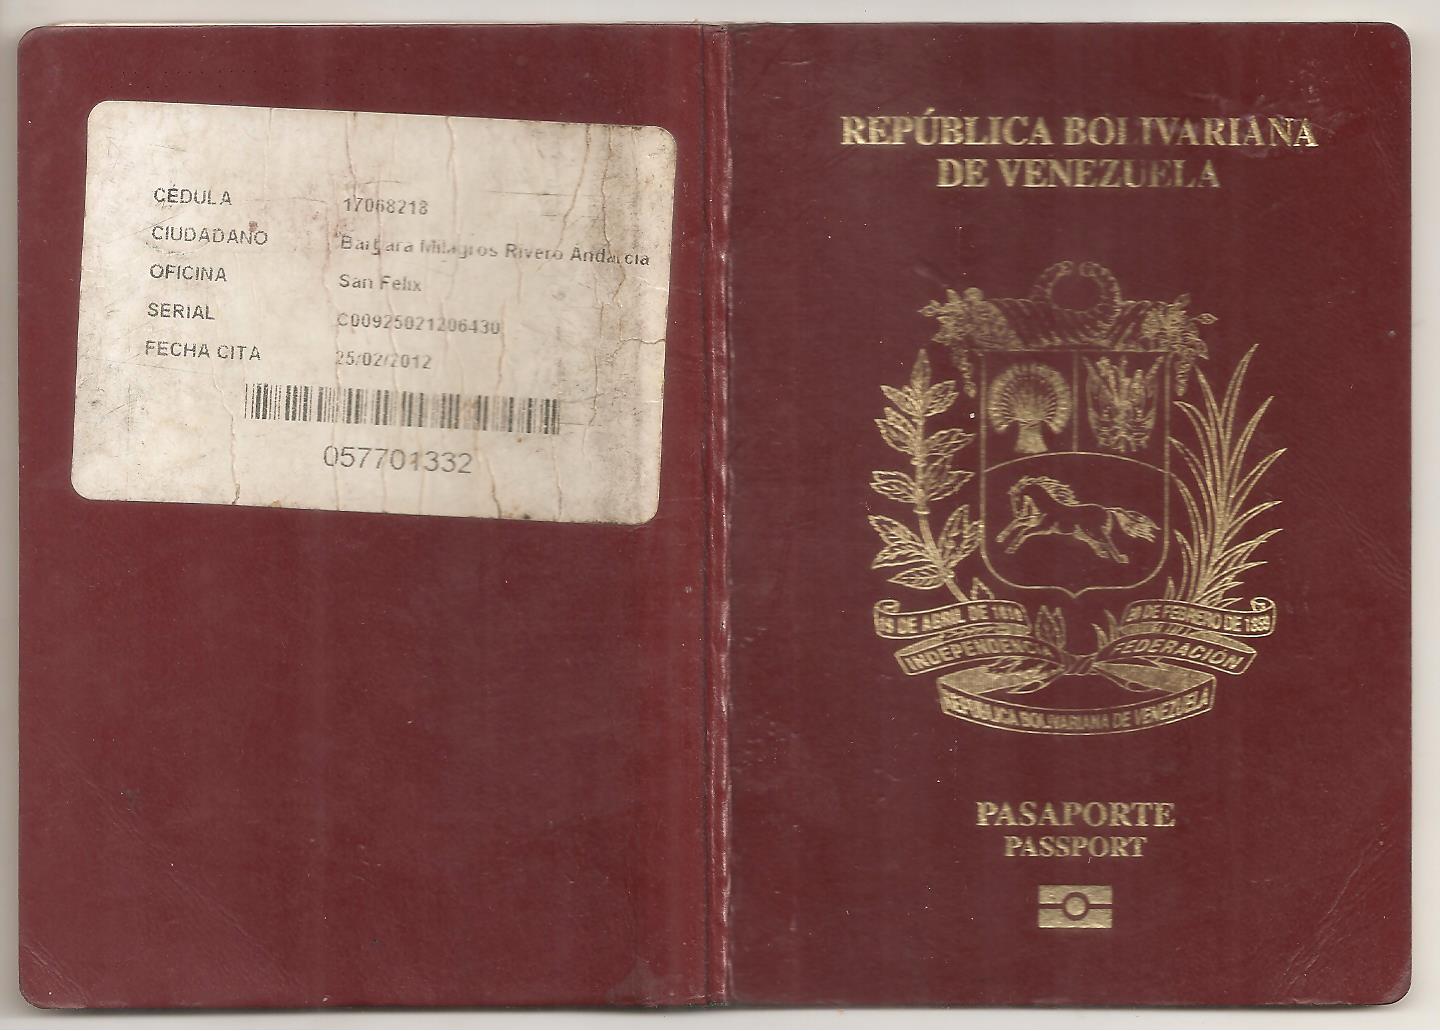 CÉDULA 17068218
CIUDADANO Barbara Milagros Rivero Andarcia
OFICINA San Felix
SERIAL C00925021206430
FECHA CITA 25/02/2012
057701332
REPÚBLICA BOLIVARIANA
DE VENEZUELA
19 DE ABRIL DE 1810
20 DE FEBRERO DE 1859
INDEPENDENCIA
FEDERACIÓN
REPÚBLICA BOLIVARIANA DE VENEZUELA
PASAPORTE
PASSPORT